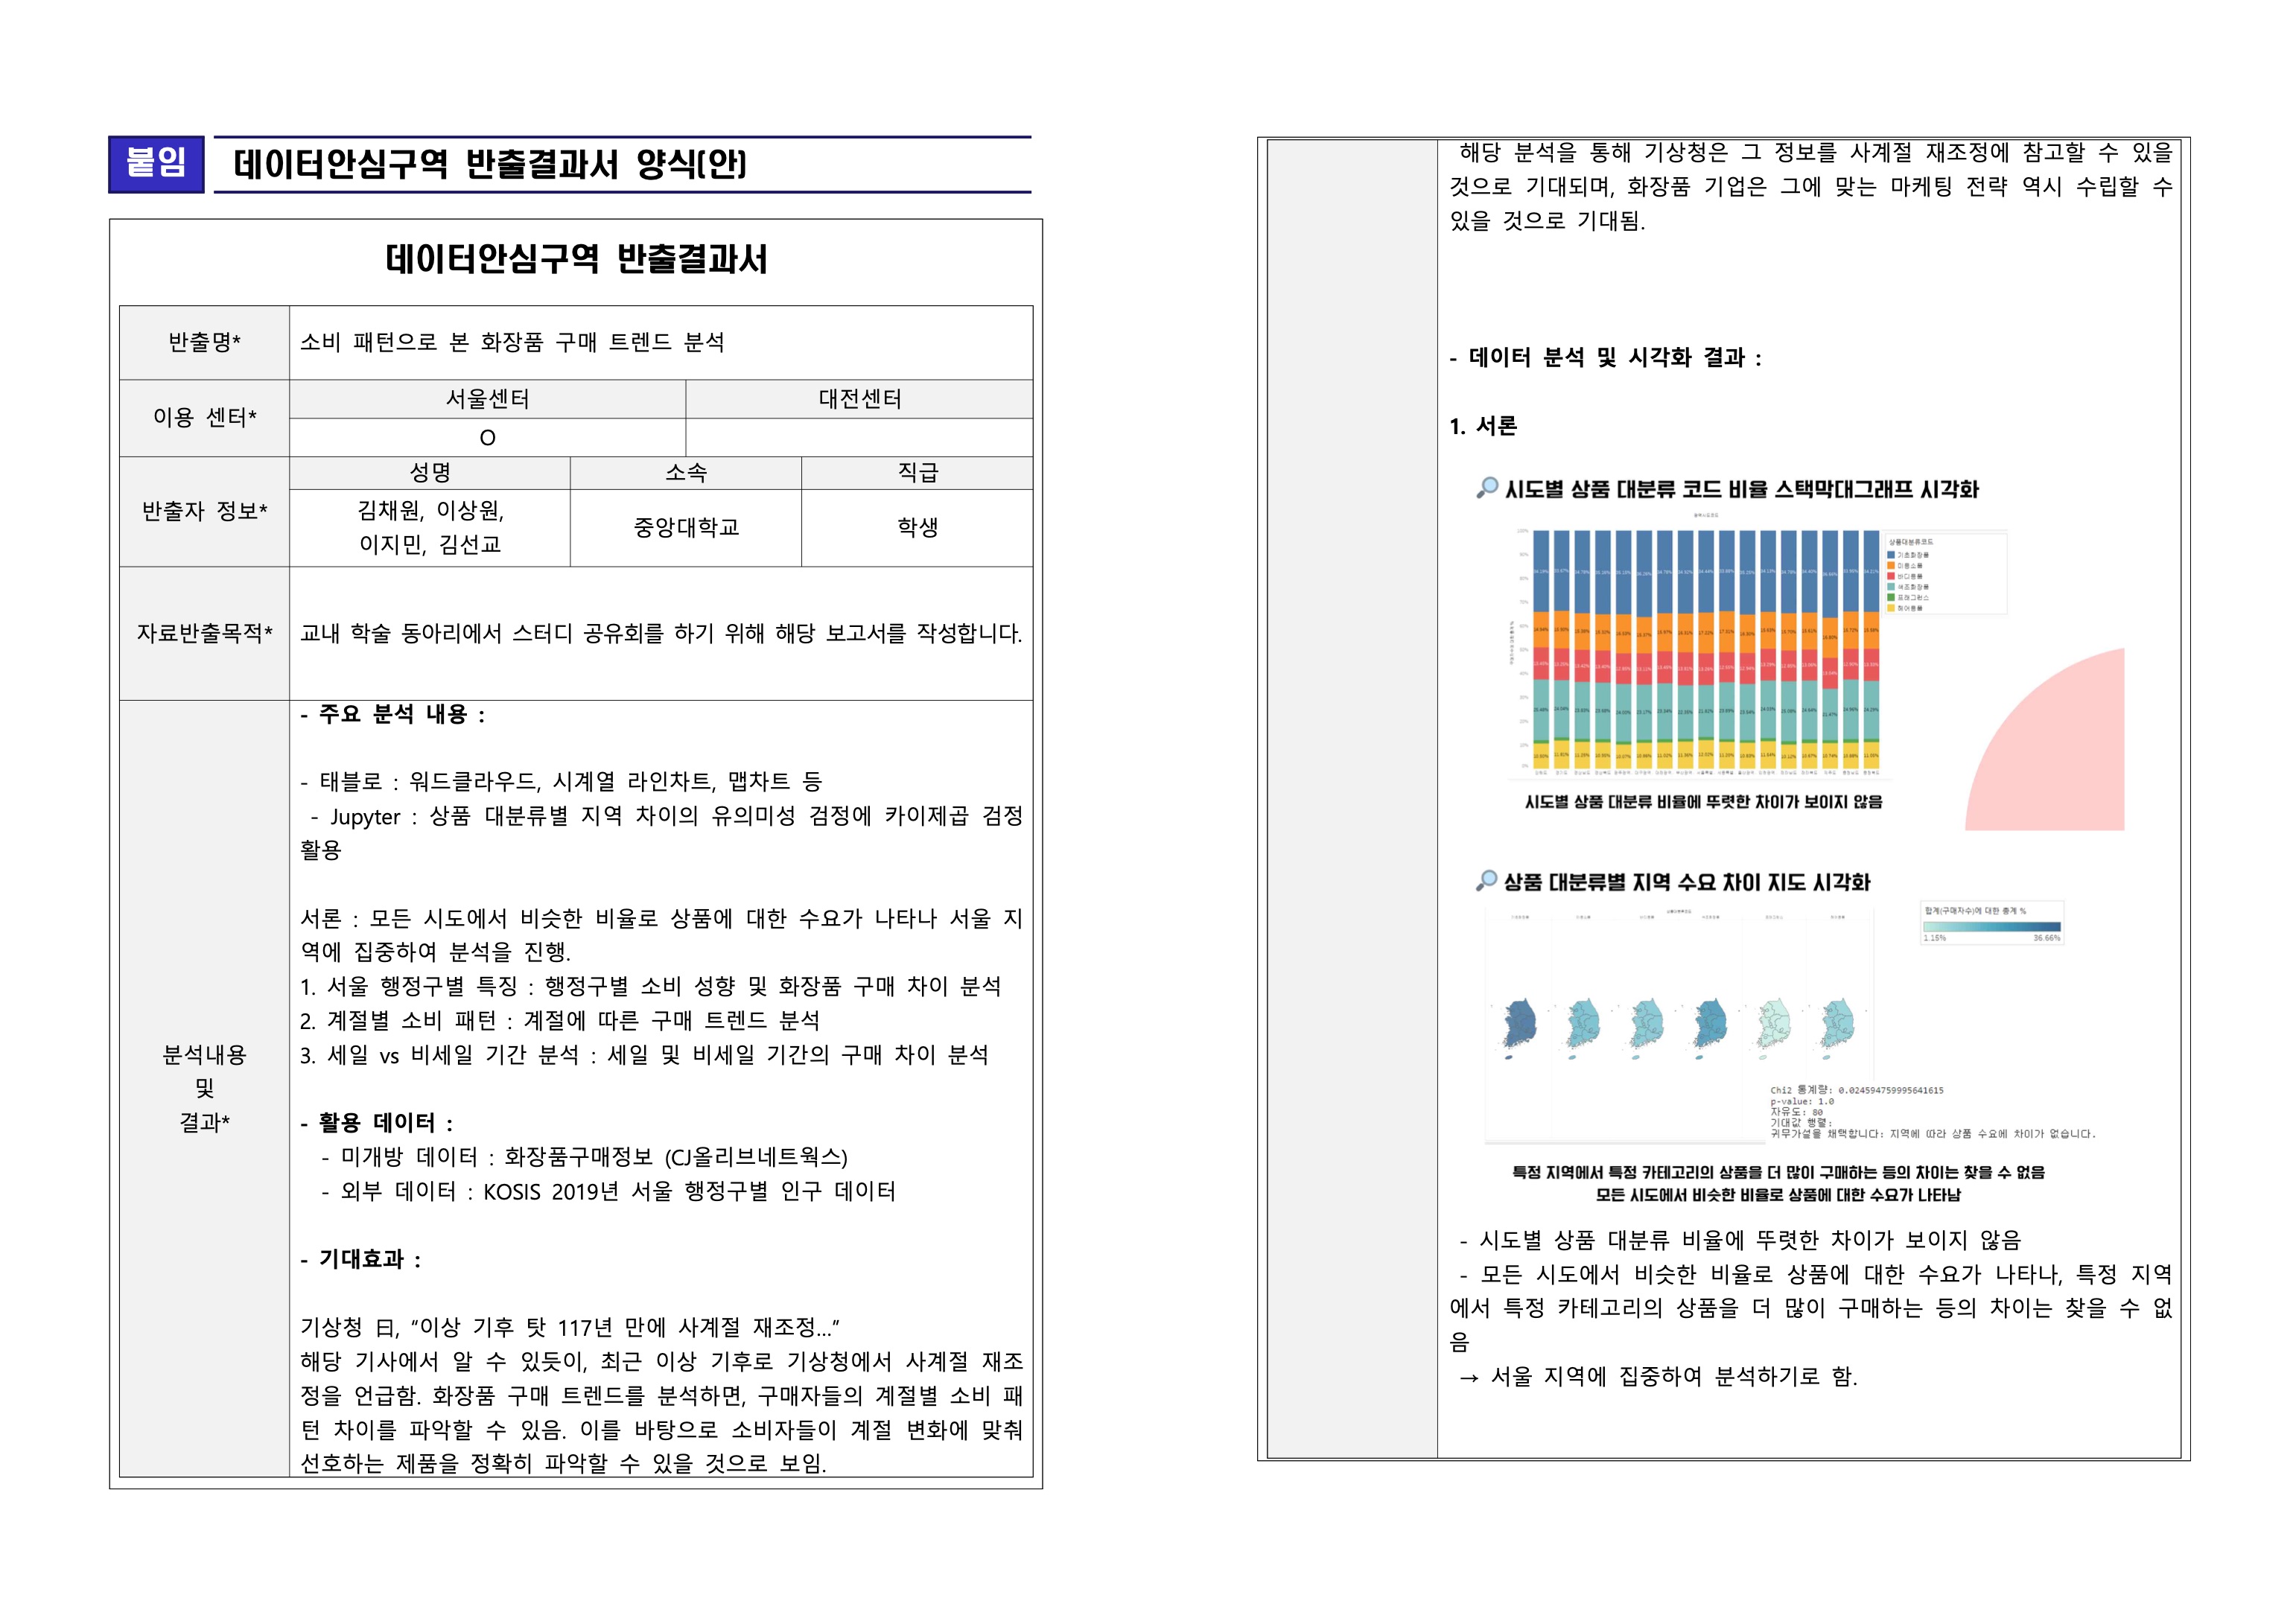 붙임 데이터안심구역 반출결과서 양식(안)
데이터안심구역 반출결과서
반출명* 소비 패턴으로 본 화장품 구매 트렌드 분석
이용 센터* 서울센터 대전센터
O
반출자 정보* 성명 소속 직급
김채원, 이상원,
이지민, 김선교
중앙대학교
학생
자료반출목적* 교내 학술 동아리에서 스터디 공유회를 하기 위해 해당 보고서를 작성합니다.
분석내용
및
결과*
- 주요 분석 내용 :
- 태블로 : 워드클라우드, 시계열 라인차트, 맵차트 등
- Jupyter : 상품 대분류별 지역 차이의 유의미성 검정에 카이제곱 검정
활용
서론 : 모든 시도에서 비슷한 비율로 상품에 대한 수요가 나타나 서울 지
역에 집중하여 분석을 진행.
1. 서울 행정구별 특징 : 행정구별 소비 성향 및 화장품 구매 차이 분석
2. 계절별 소비 패턴 : 계절에 따른 구매 트렌드 분석
3. 세일 vs 비세일 기간 분석 : 세일 및 비세일 기간의 구매 차이 분석
- 활용 데이터 :
- 미개방 데이터 : 화장품구매정보 (CJ올리브네트웍스)
- 외부 데이터 : KOSIS 2019년 서울 행정구별 인구 데이터
- 기대효과 :
기상청 曰, “이상 기후 탓 117년 만에 사계절 재조정...”
해당 기사에서 알 수 있듯이, 최근 이상 기후로 기상청에서 사계절 재조
정을 언급함. 화장품 구매 트렌드를 분석하면, 구매자들의 계절별 소비 패
턴 차이를 파악할 수 있음. 이를 바탕으로 소비자들이 계절 변화에 맞춰
선호하는 제품을 정확히 파악할 수 있을 것으로 보임.
해당 분석을 통해 기상청은 그 정보를 사계절 재조정에 참고할 수 있을
것으로 기대되며, 화장품 기업은 그에 맞는 마케팅 전략 역시 수립할 수
있을 것으로 기대됨.
- 데이터 분석 및 시각화 결과 :
1. 서론
시도별 상품 대분류 코드 비율 스택막대그래프 시각화
상품대분류코드
기초화장품
미용소품
바디용품
색조화장품
프래그런스
헤어용품
시도별 상품 대분류 비율에 뚜렷한 차이가 보이지 않음
상품 대분류별 지역 수요 차이 지도 시각화
합계(구매자수)에 대한 총계 %
1.15% 36.66%
Chi2 통계량: 0.024594759995641615
p-value: 1.0
자유도: 80
기대값 행렬:
귀무가설을 채택합니다: 지역에 따라 상품 수요에 차이가 없습니다.
특정 지역에서 특정 카테고리의 상품을 더 많이 구매하는 등의 차이는 찾을 수 없음
모든 시도에서 비슷한 비율로 상품에 대한 수요가 나타남
- 시도별 상품 대분류 비율에 뚜렷한 차이가 보이지 않음
- 모든 시도에서 비슷한 비율로 상품에 대한 수요가 나타나, 특정 지역
에서 특정 카테고리의 상품을 더 많이 구매하는 등의 차이는 찾을 수 없
음
→ 서울 지역에 집중하여 분석하기로 함.